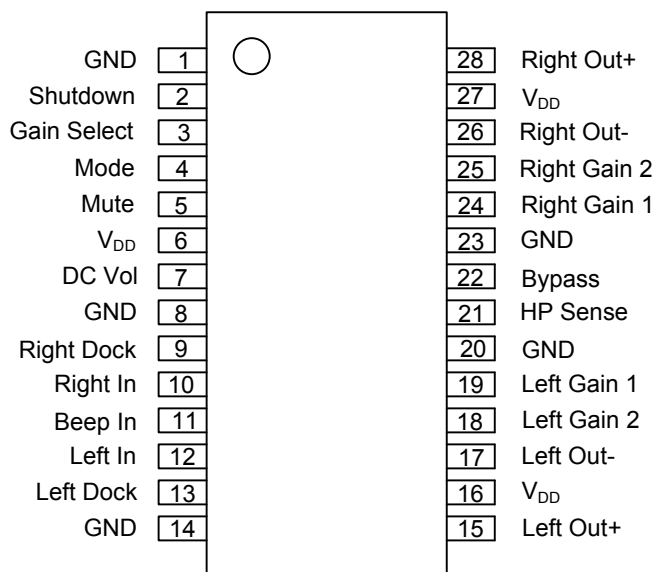 GND 1 28 Right Out+
Shutdown 2 27 VDD
Gain Select 3 26 Right Out-
Mode 4 25 Right Gain 2
Mute 5 24 Right Gain 1
VDD 6 23 GND
DC Vol 7 22 Bypass
GND 8 21 HP Sense
Right Dock 9 20 GND
Right In 10 19 Left Gain 1
Beep In 11 18 Left Gain 2
Left In 12 17 Left Out-
Left Dock 13 16 VDD
GND 14 15 Left Out+